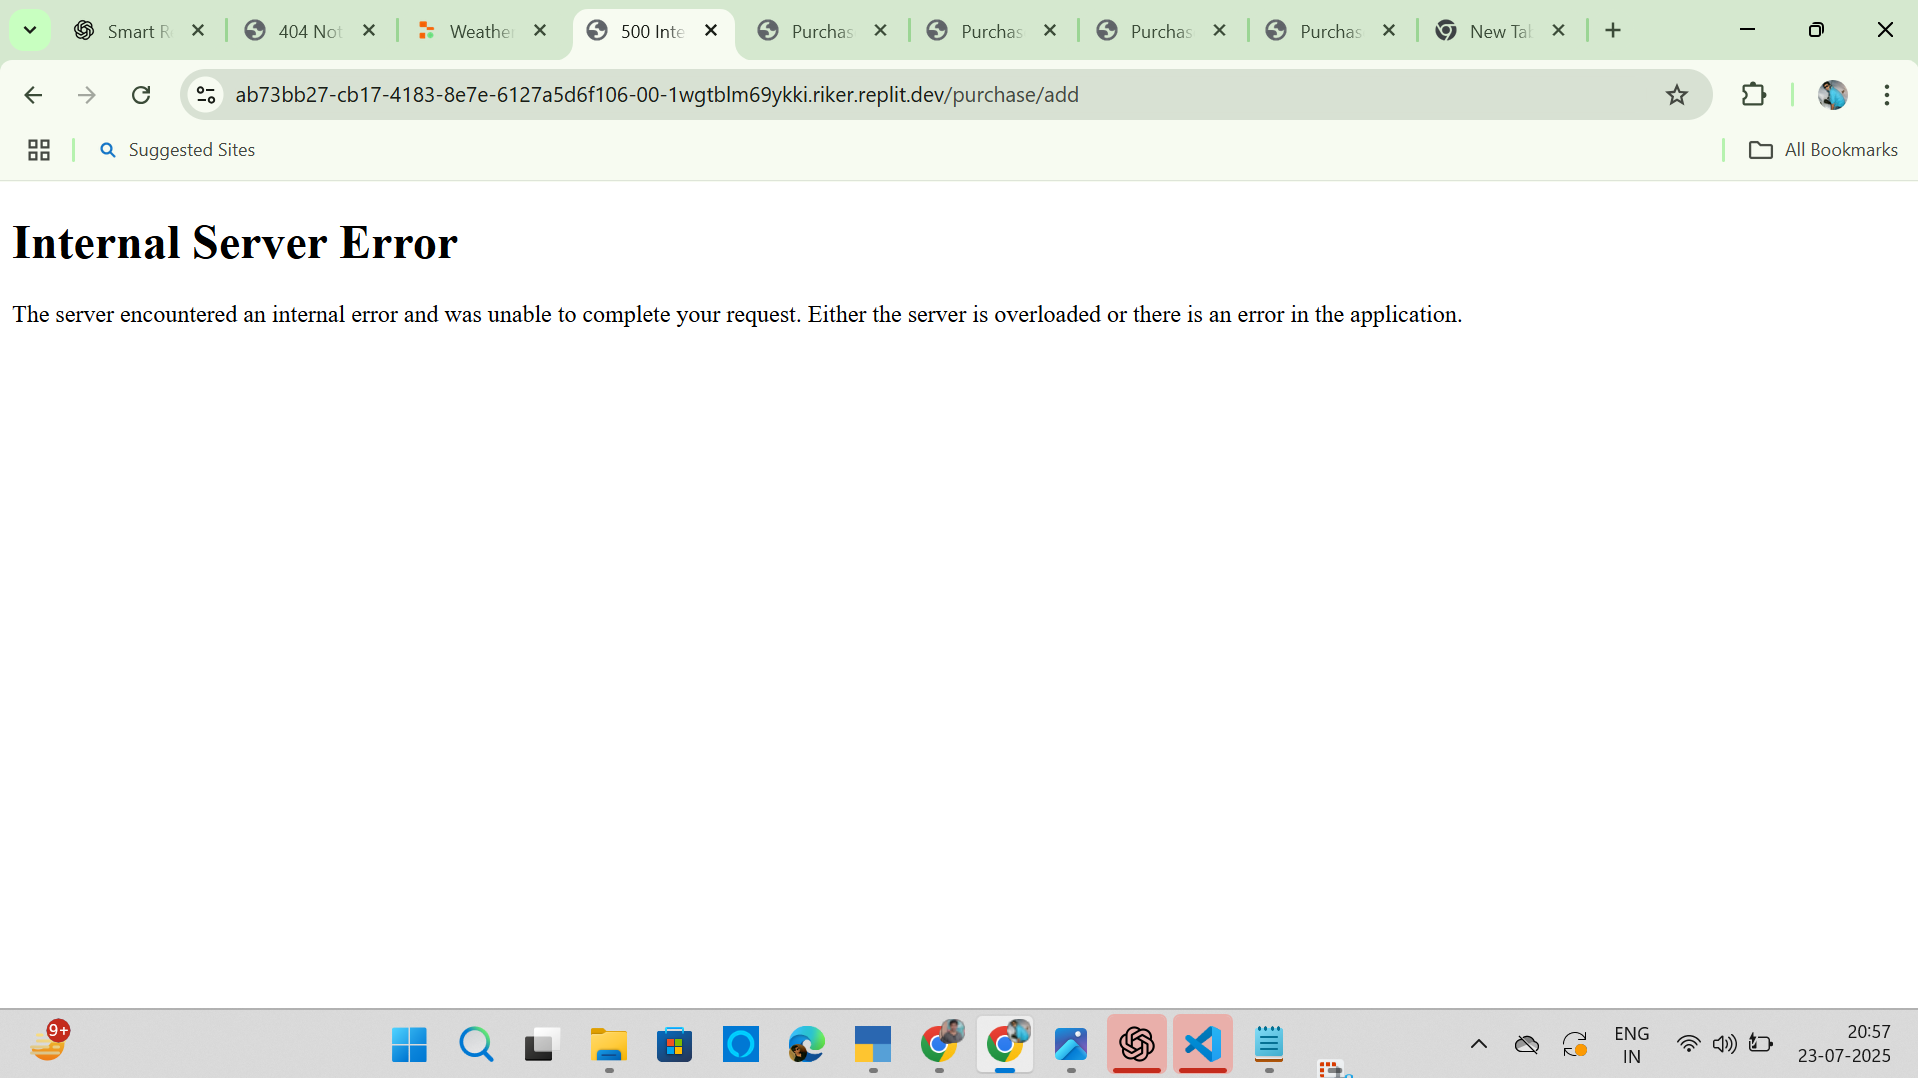 Smart R
404 Not
Weather
500 Inte
Purchas
Purchas
Purchas
Purchas
New Tab
ab73bb27-cb17-4183-8e7e-6127a5d6f106-00-1wgtblm69ykki.riker.replit.dev/purchase/add
Suggested Sites
All Bookmarks
Internal Server Error
The server encountered an internal error and was unable to complete your request. Either the server is overloaded or there is an error in the application.
9+
ENG
IN
20:57
23-07-2025